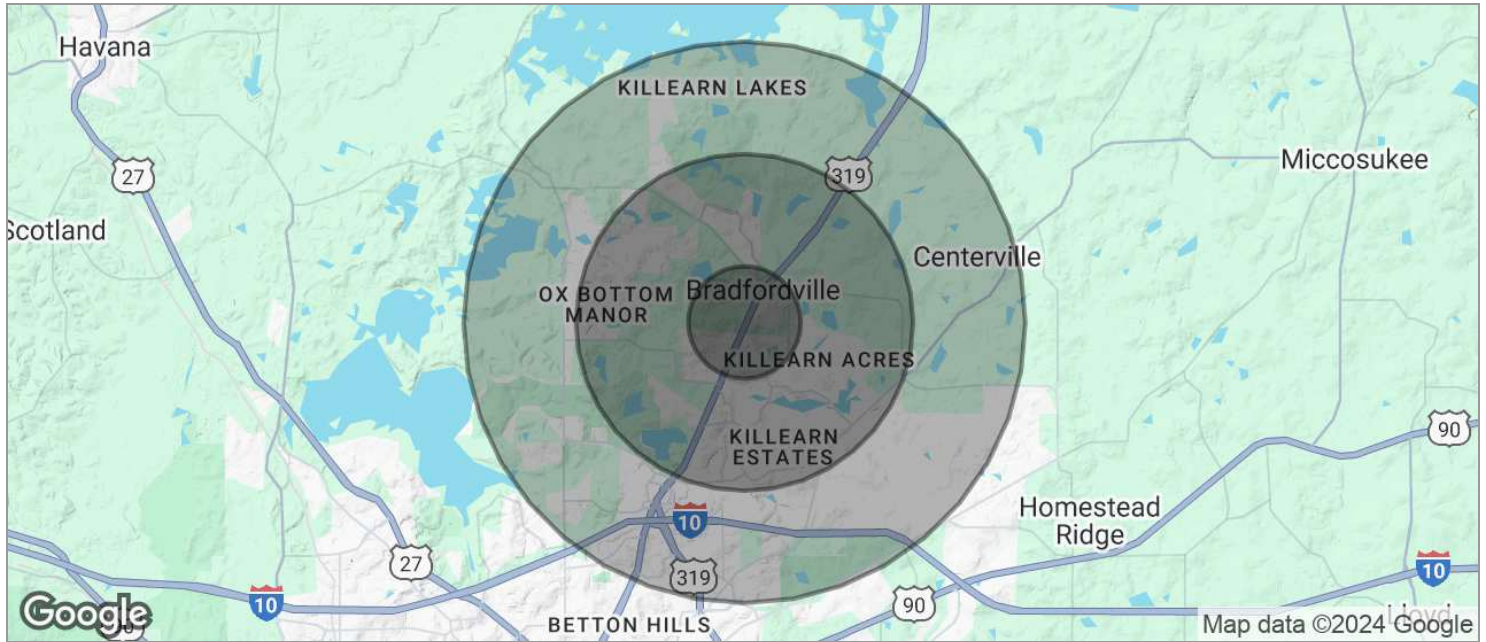 Havana
KILLEARN LAKES
27
319
Miccosukee
Scotland
Centerville
OX BOTTOM
MANOR
Bradfordville
KILLEARN ACRES
KILLEARN
ESTATES
90
Homestead
Ridge
10
27
319
10
90
10
Google
BETTON HILLS
Lloyd
Map data ©2024 Google